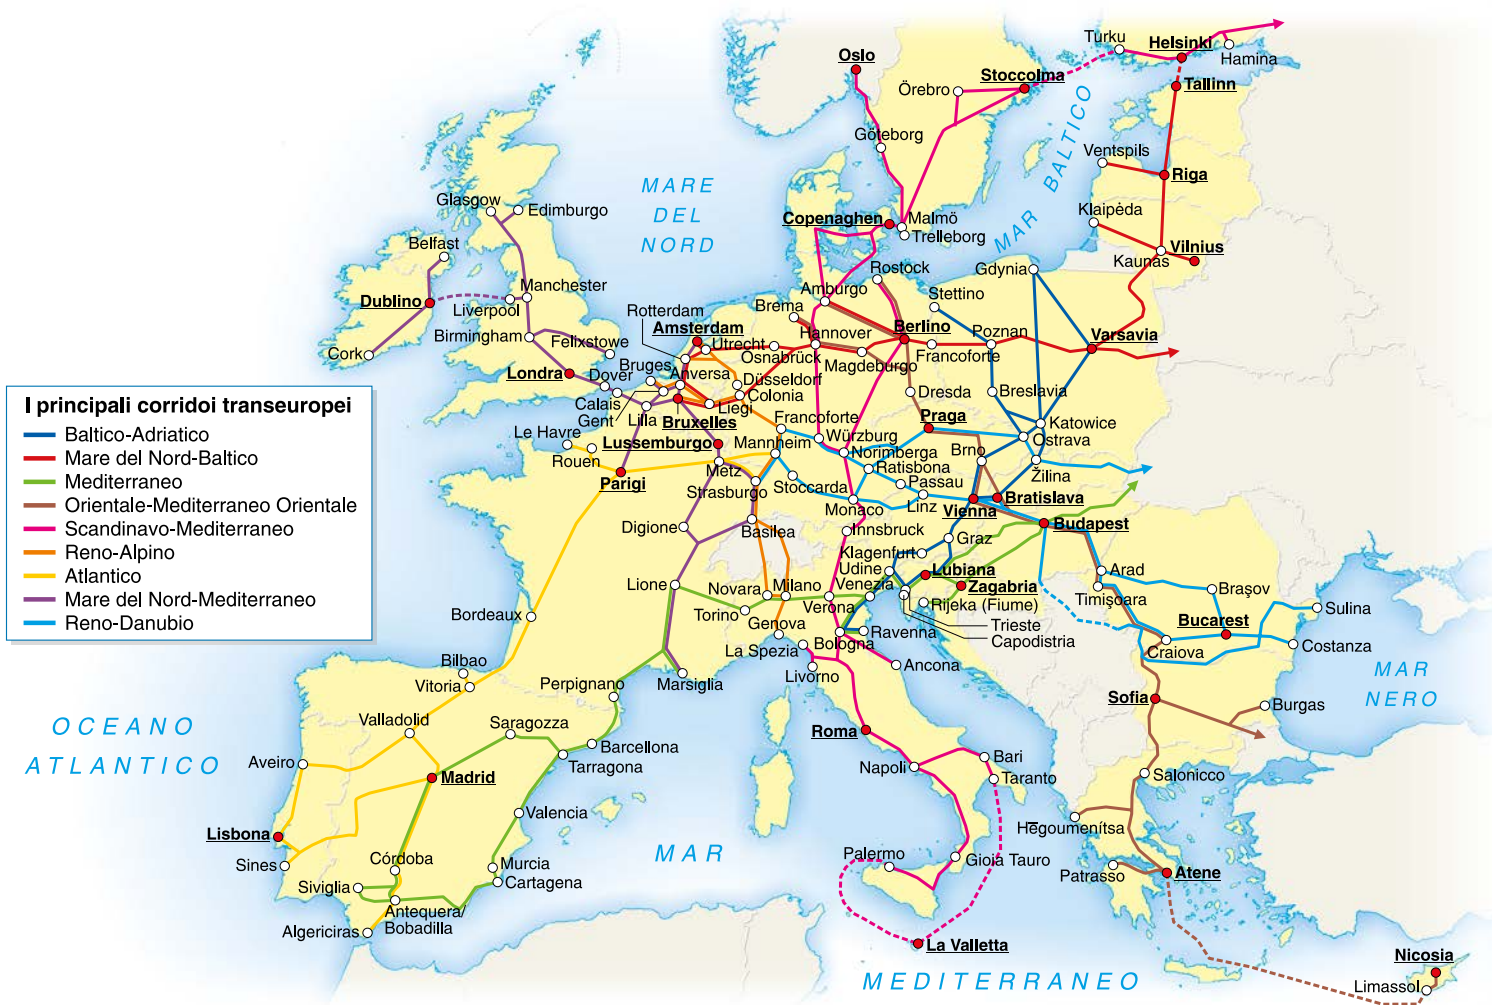 Turku
Helsinki
Hamina
Oslo
Stoccolma
Tallinn
Örebro
Göteborg
MAR BALTICO
Ventspils
Riga
MARE
DEL
NORD
Glasgow
Edimburgo
Copenaghen
Malmö
Trelleborg
Klaipėda
Vilnius
Kaunas
Belfast
Gdynia
Rostock
Dublino
Manchester
Liverpool
Amburgo
Stettino
Rotterdam
Brema
Amsterdam
Birmingham
Felixstowe
Utrecht
Hannover
Berlino
Poznan
Varsavia
Cork
Osnabrück
Francoforte
Bruges
Magdeburgo
Londra
Dover
Anversa
Düsseldorf
Colonia
Dresda
Breslavia
Calais
Gent
Lilla
Liegi
Bruxelles
Francoforte
Praga
Katowice
Ostrava
Le Havre
Lussemburgo
Mannheim
Würzburg
Norimberga
Brno
Rouen
Metz
Ratisbona
Žilina
Parigi
Strasburgo
Stoccarda
Passau
Bratislava
Monaco
Linz
Vienna
Digione
Basilea
Innsbruck
Budapest
Graz
Klagenfurt
Udine
Lubiana
Arad
Lione
Novara
Milano
Venezia
Zagabria
Timişoara
Braşov
Torino
Verona
Rijeka (Fiume)
Sulina
Bordeaux
Genova
Trieste
Bucarest
Ravenna
Capodistria
Bologna
La Spezia
Craiova
Costanza
Livorno
Ancona
Bilbao
Vitoria
Marsiglia
MAR
NERO
Perpignano
Sofia
Burgas
Valladolid
Saragozza
Roma
OCEANO
ATLANTICO
Barcellona
Aveiro
Tarragona
Bari
Madrid
Napoli
Taranto
Salonicco
Valencia
Hēgoumenítsa
Lisbona
MAR
Palermo
Gioia Tauro
Sines
Córdoba
Murcia
Patrasso
Atene
Siviglia
Cartagena
Antequera/
Bobadilla
Algericiras
La Valletta
Nicosia
MEDITERRANEO
Limassol
I principali corridoi transeuropei
Baltico-Adriatico
Mare del Nord-Baltico
Mediterraneo
Orientale-Mediterraneo Orientale
Scandinavo-Mediterraneo
Reno-Alpino
Atlantico
Mare del Nord-Mediterraneo
Reno-Danubio